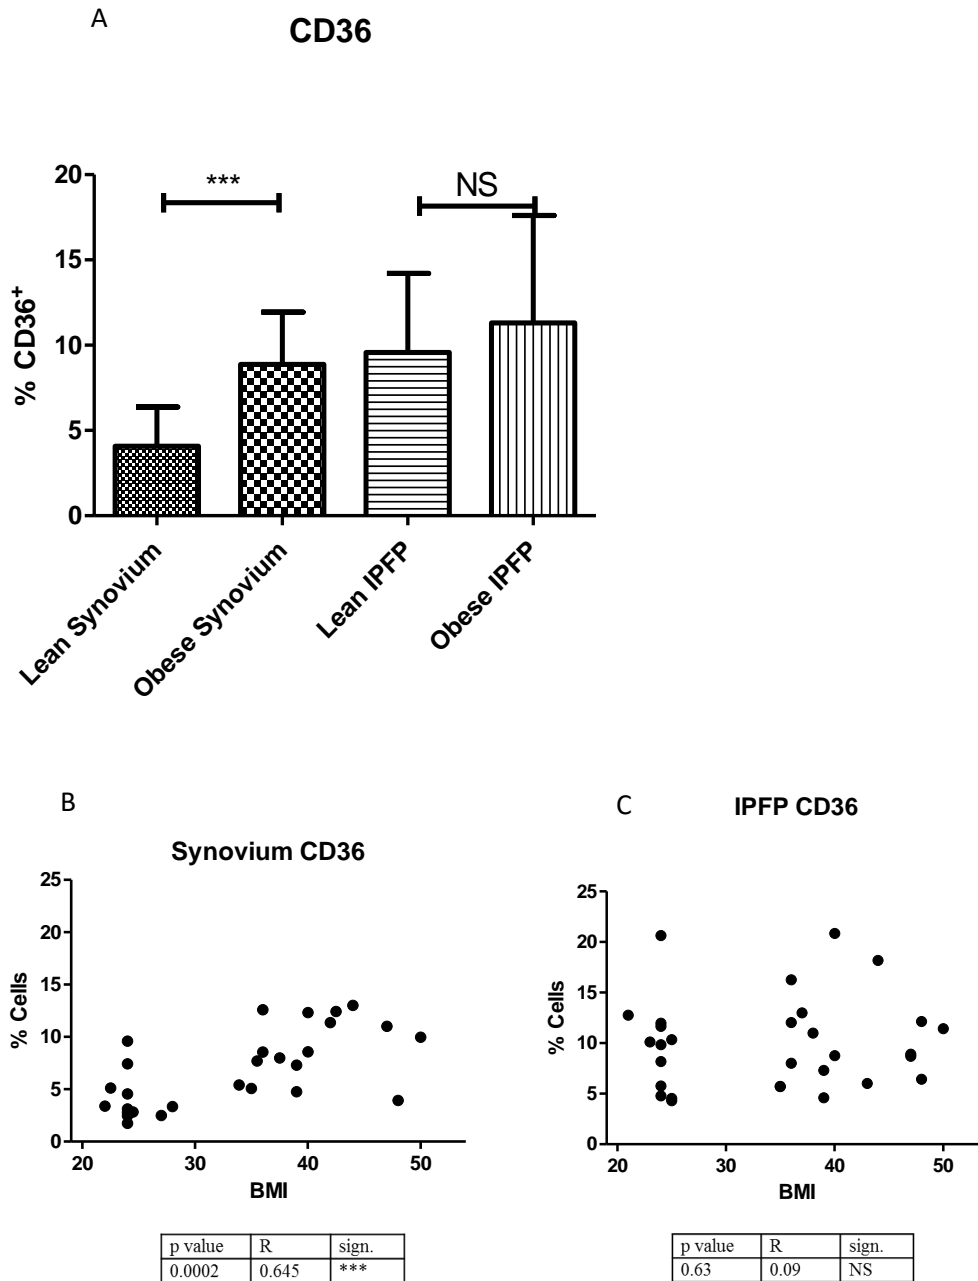 A
CD36
***
NS
20
15
10
5
0
% CD36+
Lean Synovium
Obese Synovium
Lean IPFP
Obese IPFP
B
Synovium CD36
25
20
15
10
5
0
% Cells
20 30 40 50
BMI
p value R sign.
0.0002 0.645 ***
C
IPFP CD36
25
20
15
10
5
0
% Cells
20 30 40 50
BMI
p value R sign.
0.63 0.09 NS